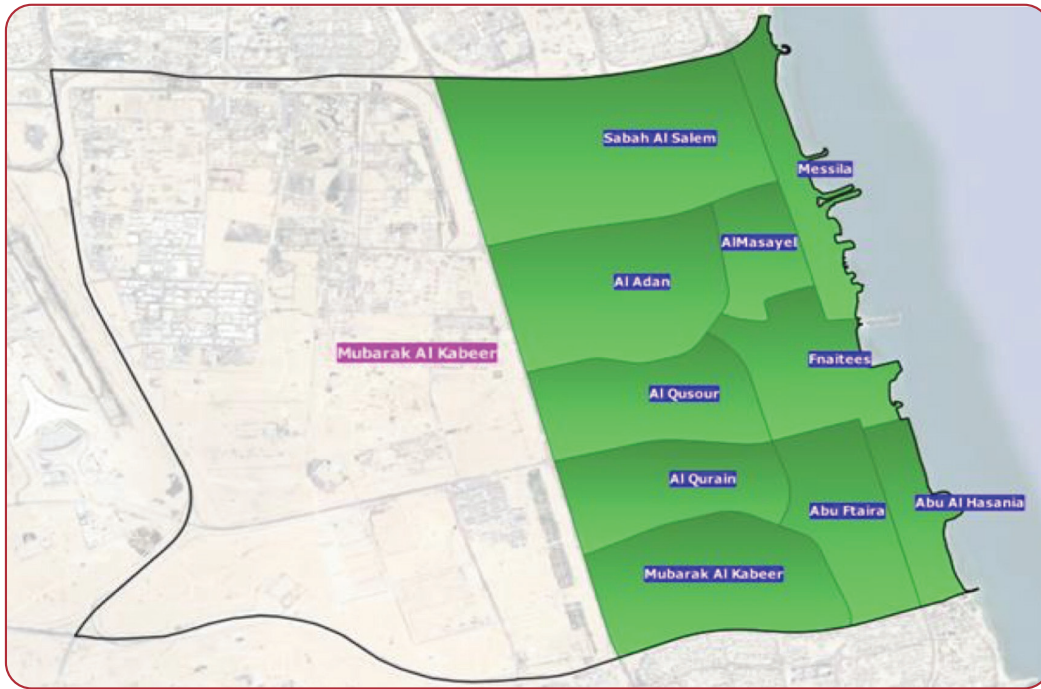 Sabah Al Salem
Messila
AlMasayel
Al Adan
Mubarak Al Kabeer
Fnaitees
Al Qusour
Al Qurain
Abu Ftaira
Abu Al Hasania
Mubarak Al Kabeer